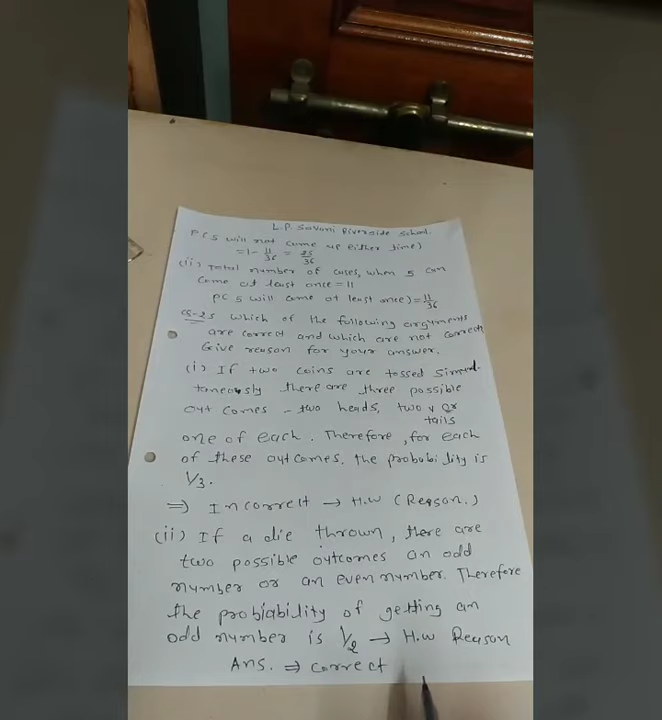 L.P. Savani Riverside School.
P(5 will not come up either time)
= 1 - 11/36 = 25/36
(ii) Total number of cases, when 5 can
come at least once = 11
P(5 will come at least once) = 11/36
Q-25 Which of the following arguments
are correct and which are not correct
Give reason for your answer.
(i) If two coins are tossed simul-
taneously there are three possible
outcomes - two heads, two tails or
one of each. Therefore, for each
of these outcomes, the probability is
1/3.
⇒ Incorrect → H.W (Reason.)
(ii) If a die thrown, there are
two possible outcomes an odd
number or an even number. Therefore
the probability of getting an
odd number is 1/2 → H.W Reason
Ans. ⇒ correct